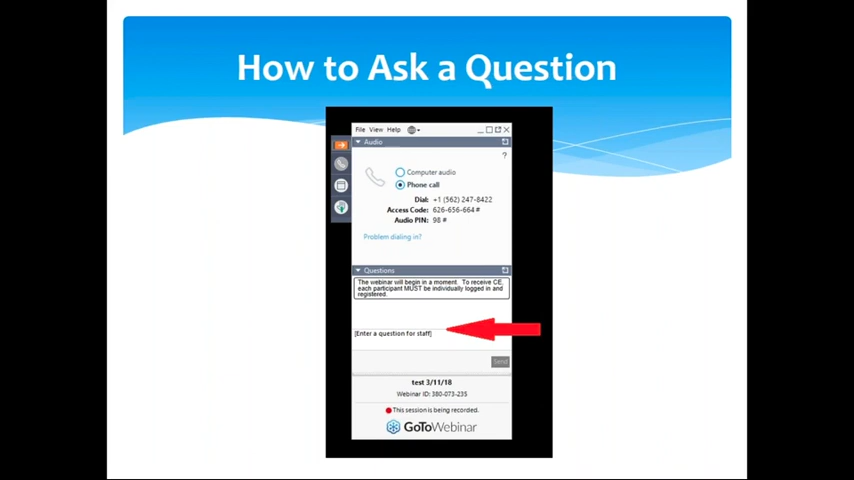 How to Ask a Question
File View Help
Audio
?
Computer audio
Phone call
Dial: +1 (562) 247-8422
Access Code: 626-656-664 #
Audio PIN: 98 #
Problem dialing in?
Questions
The webinar will begin in a moment. To receive CE,
each participant MUST be individually logged in and
registered.
[Enter a question for staff]
Send
test 3/11/18
Webinar ID: 380-073-235
This session is being recorded.
GoToWebinar